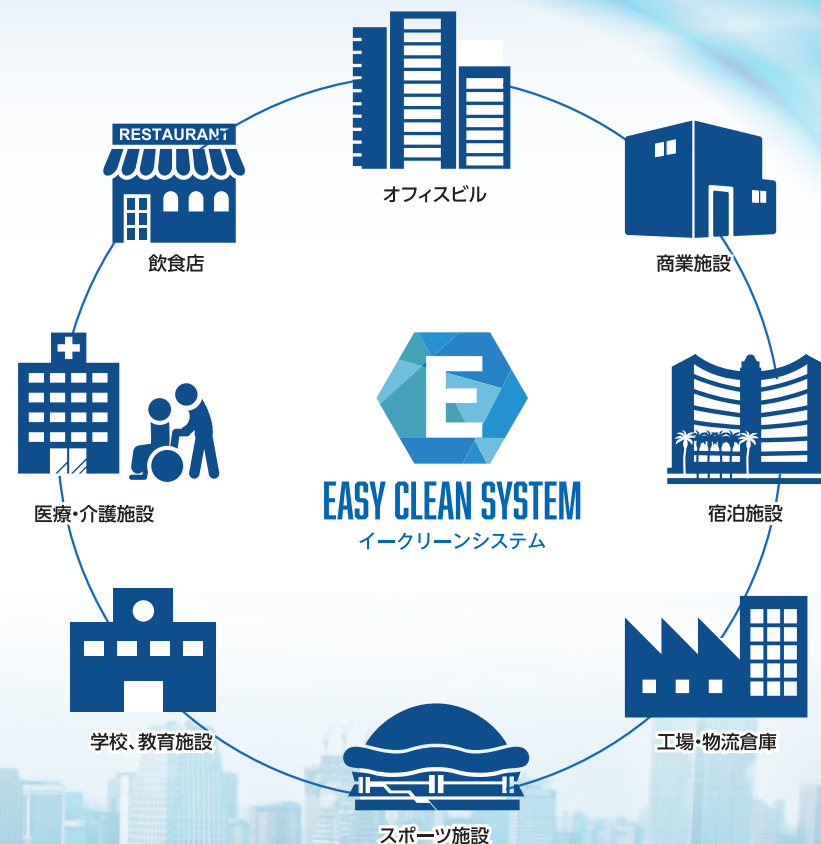 オフィスビル
RESTAURANT
飲食店
商業施設
E
EASY CLEAN SYSTEM
イークリーンシステム
医療・介護施設
宿泊施設
学校、教育施設
工場・物流倉庫
スポーツ施設